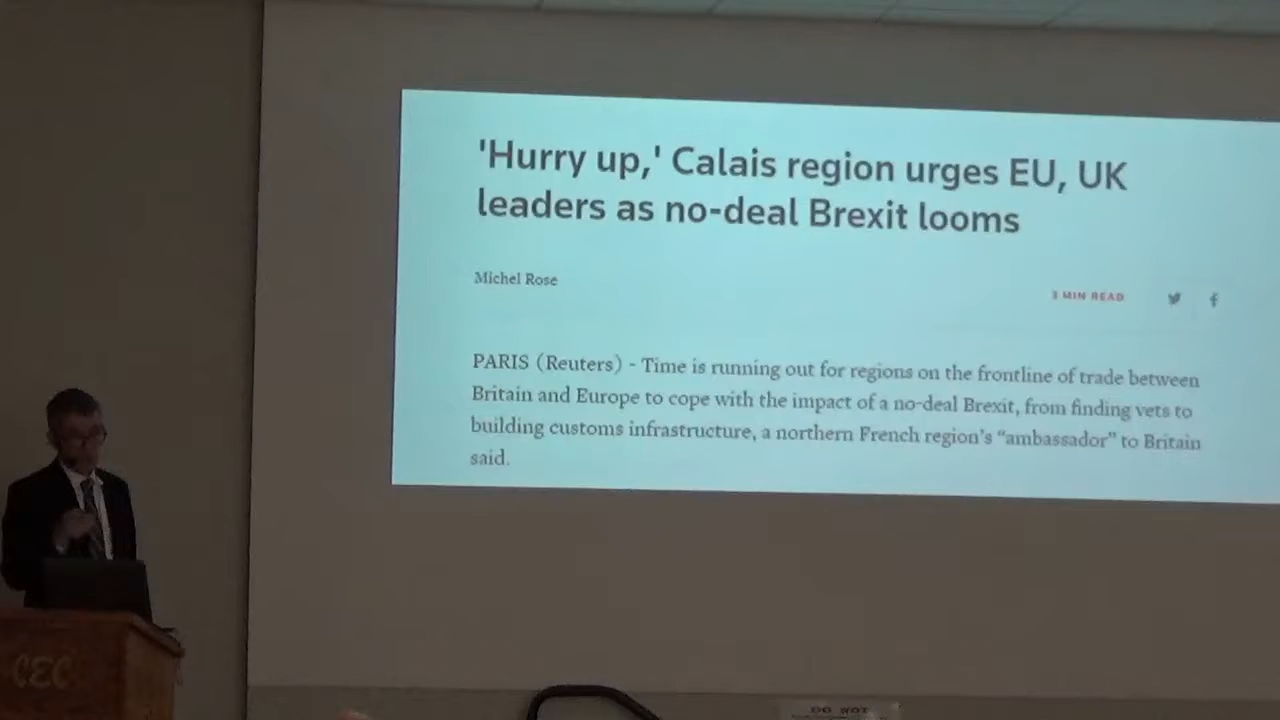 'Hurry up,' Calais region urges EU, UK
leaders as no-deal Brexit looms
Michel Rose
3 MIN READ
PARIS (Reuters) - Time is running out for regions on the frontline of trade between
Britain and Europe to cope with the impact of a no-deal Brexit, from finding vets to
building customs infrastructure, a northern French region's “ambassador” to Britain
said.
CEC
DO NOT